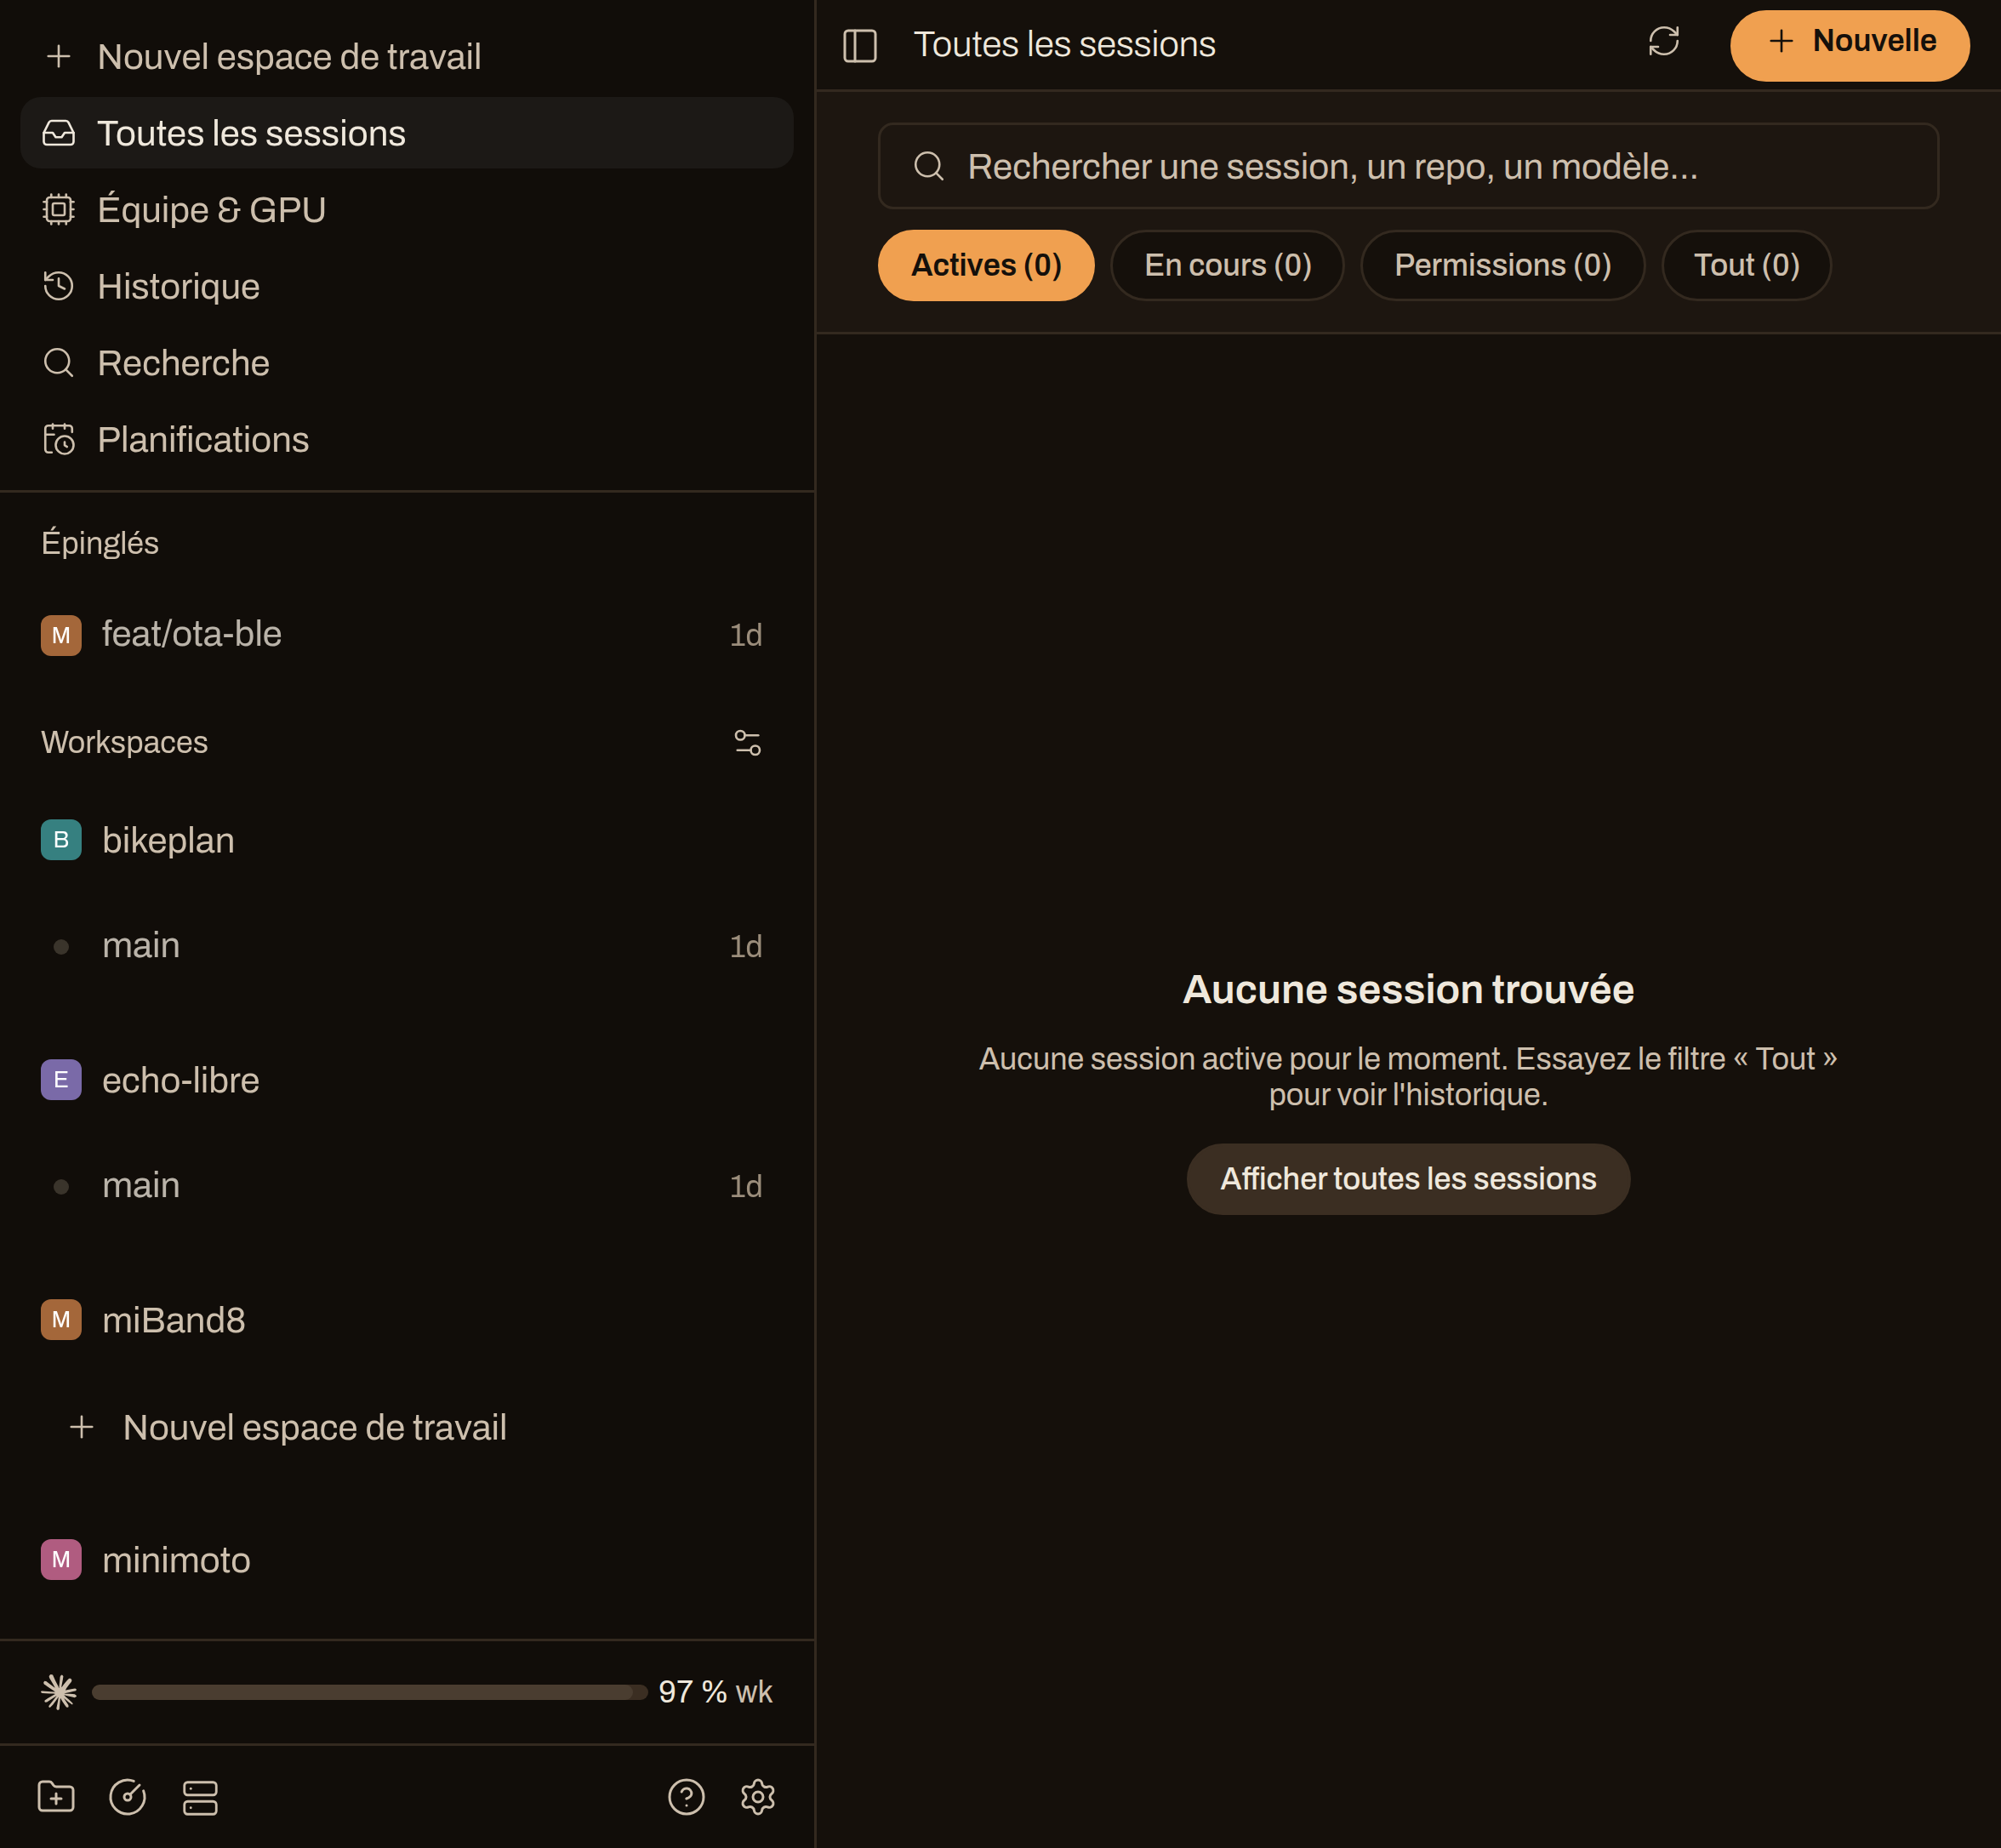 Nouvel espace de travail
Toutes les sessions
Équipe & GPU
Historique
Recherche
Planifications
Épinglés
M feat/ota-ble 1d
Workspaces
B bikeplan
main 1d
E echo-libre
main 1d
M miBand8
Nouvel espace de travail
M minimoto
97 % wk
Toutes les sessions
Nouvelle
Rechercher une session, un repo, un modèle...
Actives (0) En cours (0) Permissions (0) Tout (0)
Aucune session trouvée
Aucune session active pour le moment. Essayez le filtre « Tout »
pour voir l'historique.
Afficher toutes les sessions